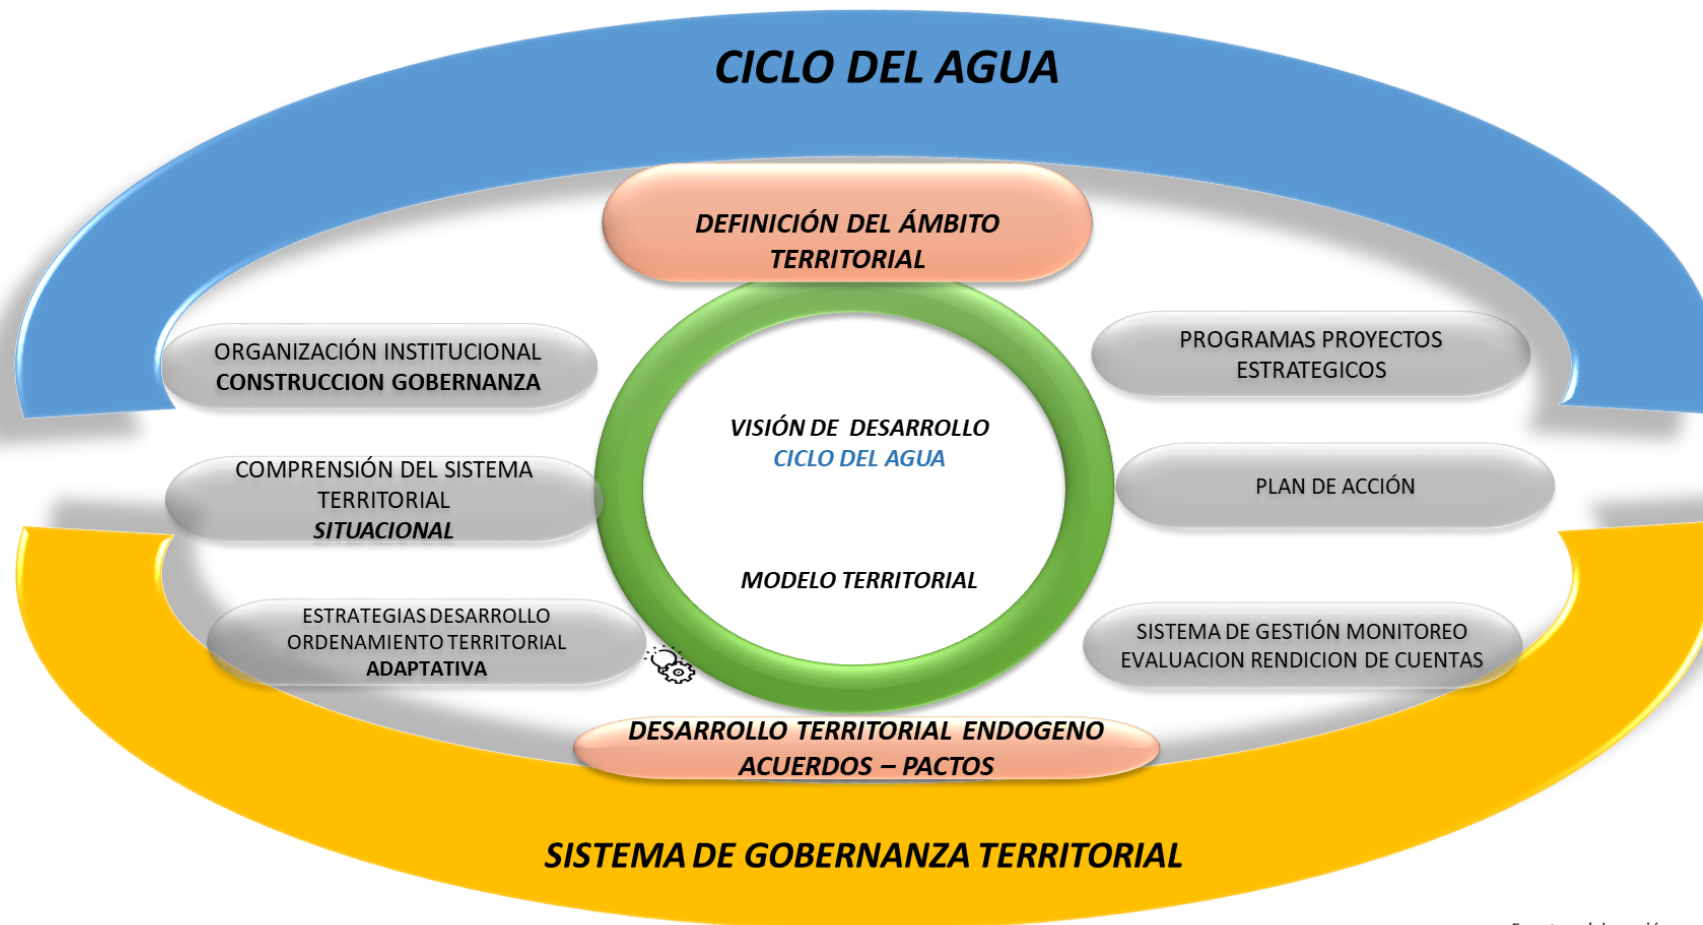 CICLO DEL AGUA
DEFINICIÓN DEL ÁMBITO
TERRITORIAL
ORGANIZACIÓN INSTITUCIONAL
CONSTRUCCION GOBERNANZA
COMPRENSIÓN DEL SISTEMA
TERRITORIAL
SITUACIONAL
ESTRATEGIAS DESARROLLO
ORDENAMIENTO TERRITORIAL
ADAPTATIVA
VISIÓN DE DESARROLLO
CICLO DEL AGUA
MODELO TERRITORIAL
PROGRAMAS PROYECTOS
ESTRATEGICOS
PLAN DE ACCIÓN
SISTEMA DE GESTIÓN MONITOREO
EVALUACION RENDICION DE CUENTAS
DESARROLLO TERRITORIAL ENDOGENO
ACUERDOS – PACTOS
SISTEMA DE GOBERNANZA TERRITORIAL